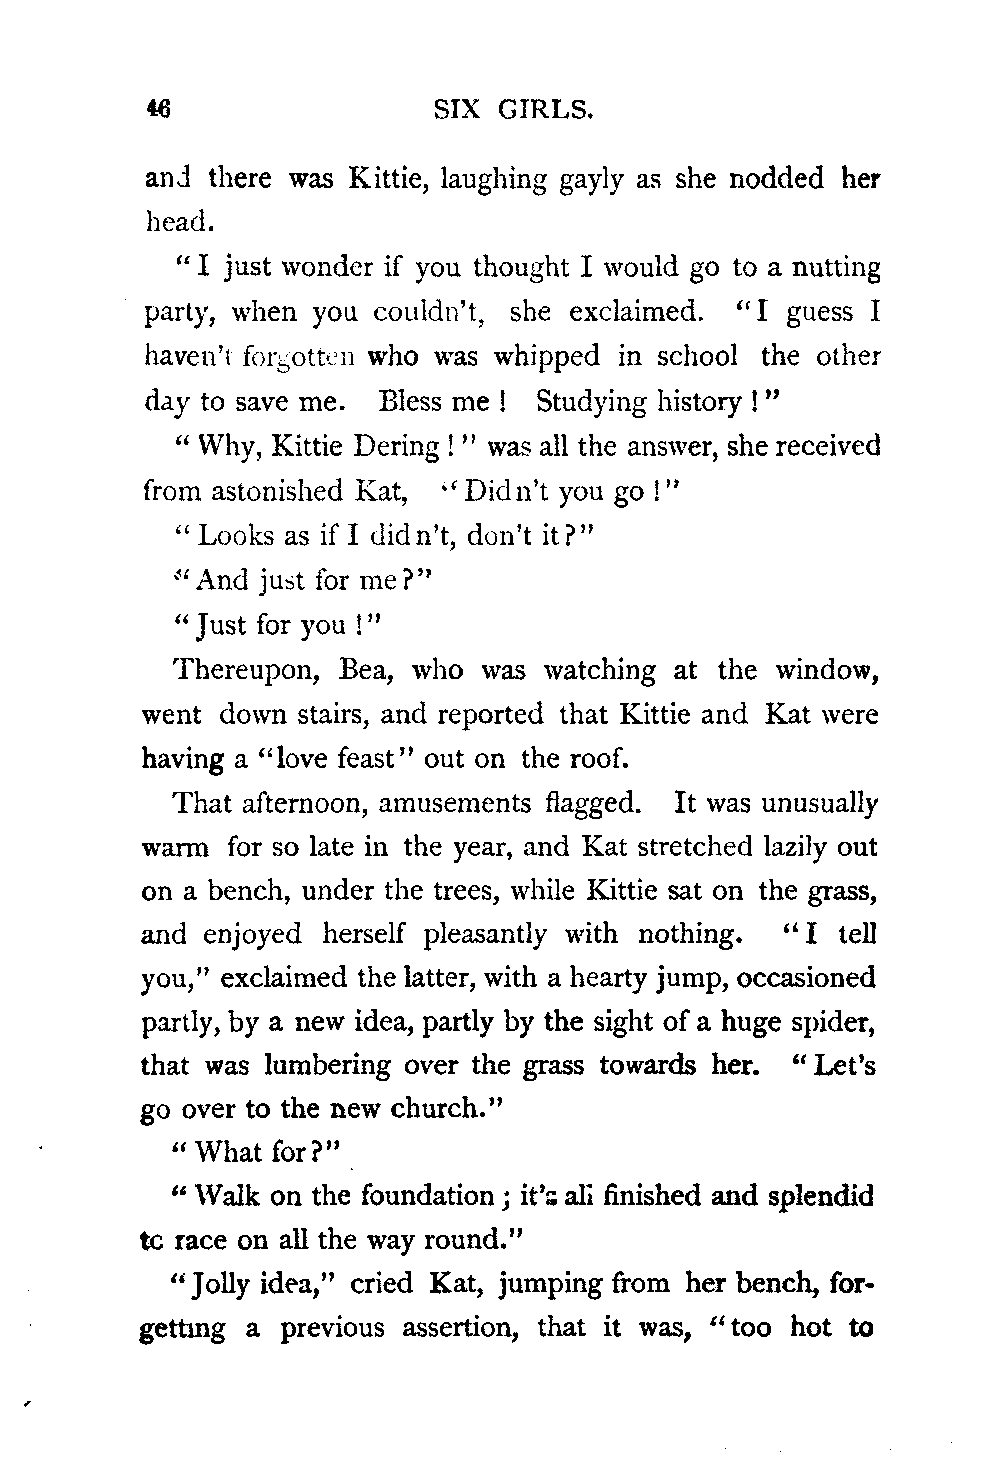 46 SIX GIRLS.
and there was Kittie, laughing gayly as she nodded her
head.
"I just wonder if you thought I would go to a nutting
party, when you couldn't, she exclaimed. "I guess I
haven't forgotten who was whipped in school the other
day to save me. Bless me! Studying history!"
"Why, Kittie Dering!" was all the answer, she received
from astonished Kat, "Didn't you go!"
"Looks as if I didn't, don't it?"
"And just for me?"
"Just for you!"
Thereupon, Bea, who was watching at the window,
went down stairs, and reported that Kittie and Kat were
having a "love feast" out on the roof.
That afternoon, amusements flagged. It was unusually
warm for so late in the year, and Kat stretched lazily out
on a bench, under the trees, while Kittie sat on the grass,
and enjoyed herself pleasantly with nothing. "I tell
you," exclaimed the latter, with a hearty jump, occasioned
partly, by a new idea, partly by the sight of a huge spider,
that was lumbering over the grass towards her. "Let's
go over to the new church."
"What for?"
"Walk on the foundation; it's all finished and splendid
to race on all the way round."
"Jolly idea," cried Kat, jumping from her bench, for-
getting a previous assertion, that it was, "too hot to